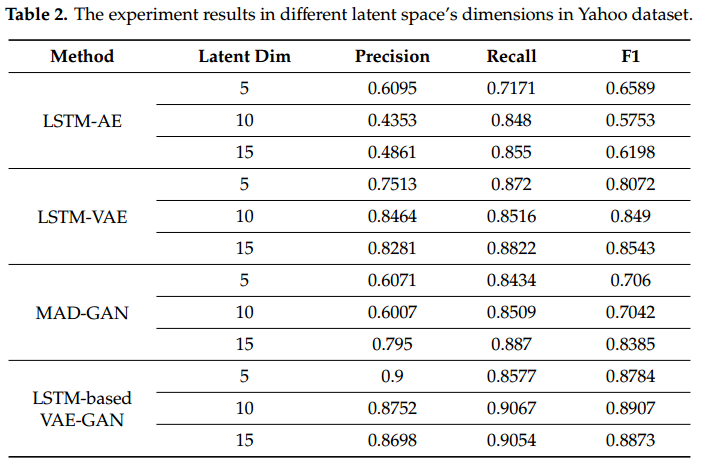 Table 2. The experiment results in different latent space's dimensions in Yahoo dataset.
Method Latent Dim Precision Recall F1
LSTM-AE
5 0.6095 0.7171 0.6589
10 0.4353 0.848 0.5753
15 0.4861 0.855 0.6198
LSTM-VAE
5 0.7513 0.872 0.8072
10 0.8464 0.8516 0.849
15 0.8281 0.8822 0.8543
MAD-GAN
5 0.6071 0.8434 0.706
10 0.6007 0.8509 0.7042
15 0.795 0.887 0.8385
LSTM-based
VAE-GAN
5 0.9 0.8577 0.8784
10 0.8752 0.9067 0.8907
15 0.8698 0.9054 0.8873